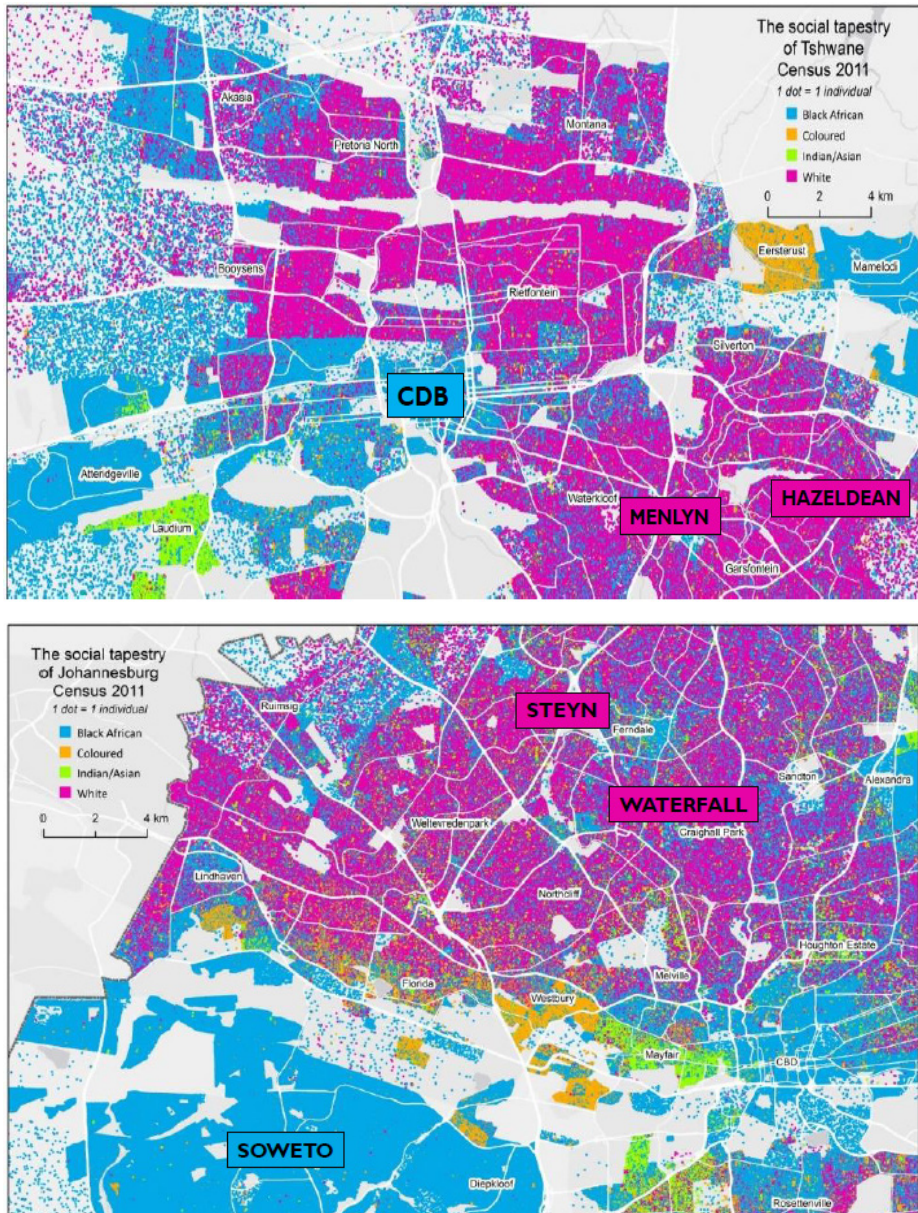 The social tapestry
of Tshwane
Census 2011
1 dot = 1 individual
Black African
Coloured
Indian/Asian
White
0 2 4 km
Akasia
Pretoria North
Montana
Eersterust
Mamelodi
Booysens
Rietfontein
Silverton
CDB
Atteridgeville
Waterkloof
MENLYN
HAZELDEAN
Laudium
Garsfontein
The social tapestry
of Johannesburg
Census 2011
1 dot = 1 individual
Black African
Coloured
Indian/Asian
White
0 2 4 km
Ruimsig
STEYN
Ferndale
Sandton
Alexandra
WATERFALL
Weltevredenpark
Craighall Park
Lindhaven
Northcliff
Houghton Estate
Melville
Florida
Westbury
Mayfair
CBD
SOWETO
Diepkloof
Rosettenville